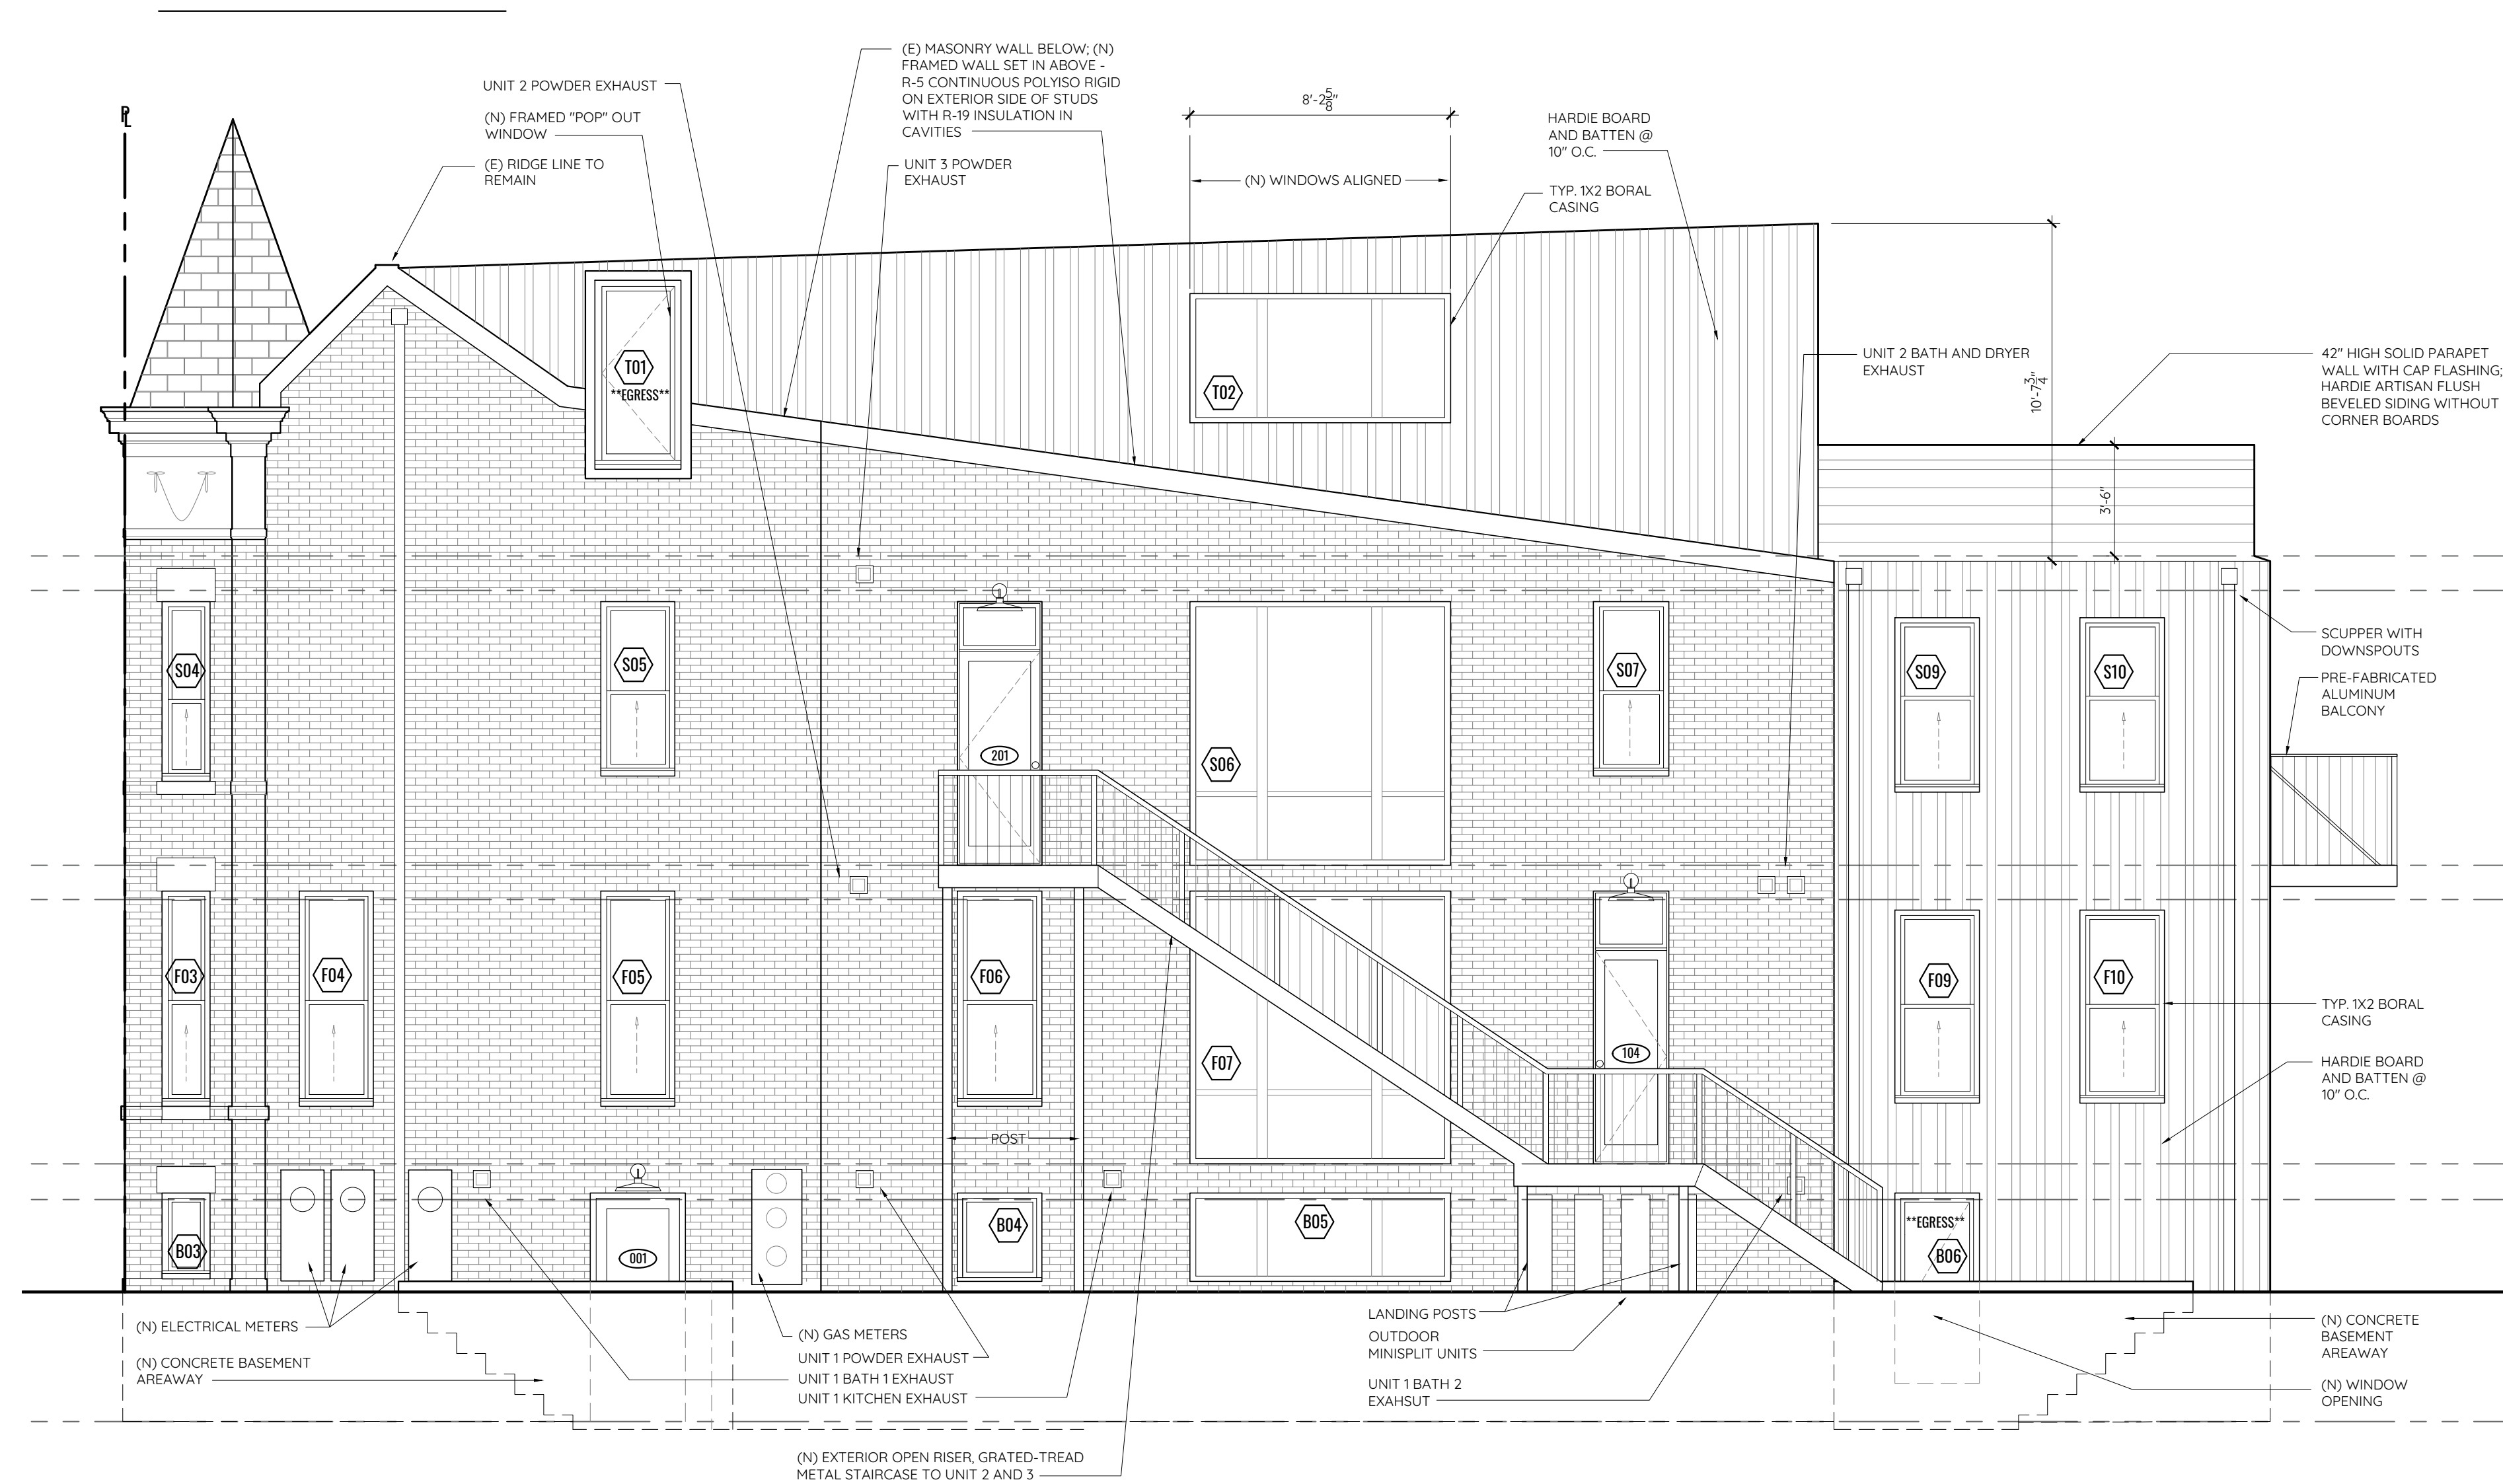 PL
UNIT 2 POWDER EXHAUST
(N) FRAMED "POP" OUT
WINDOW
(E) RIDGE LINE TO
REMAIN
(E) MASONRY WALL BELOW; (N)
FRAMED WALL SET IN ABOVE -
R-5 CONTINUOUS POLYISO RIGID
ON EXTERIOR SIDE OF STUDS
WITH R-19 INSULATION IN
CAVITIES
UNIT 3 POWDER
EXHAUST
8'-2 5/8"
(N) WINDOWS ALIGNED
HARDIE BOARD
AND BATTEN @
10" O.C.
TYP. 1X2 BORAL
CASING
UNIT 2 BATH AND DRYER
EXHAUST
10'-7 3/4"
3'-6"
42" HIGH SOLID PARAPET
WALL WITH CAP FLASHING;
HARDIE ARTISAN FLUSH
BEVELED SIDING WITHOUT
CORNER BOARDS
T01
**EGRESS**
T02
S04
S05
201
S06
S07
S09
S10
SCUPPER WITH
DOWNSPOUTS
PRE-FABRICATED
ALUMINUM
BALCONY
F03
F04
F05
F06
F07
104
F09
F10
TYP. 1X2 BORAL
CASING
HARDIE BOARD
AND BATTEN @
10" O.C.
POST
B03
001
B04
B05
**EGRESS**
B06
(N) ELECTRICAL METERS
(N) CONCRETE BASEMENT
AREAWAY
(N) GAS METERS
UNIT 1 POWDER EXHAUST
UNIT 1 BATH 1 EXHAUST
UNIT 1 KITCHEN EXHAUST
LANDING POSTS
OUTDOOR
MINISPLIT UNITS
UNIT 1 BATH 2
EXAHSUT
(N) CONCRETE
BASEMENT
AREAWAY
(N) WINDOW
OPENING
(N) EXTERIOR OPEN RISER, GRATED-TREAD
METAL STAIRCASE TO UNIT 2 AND 3